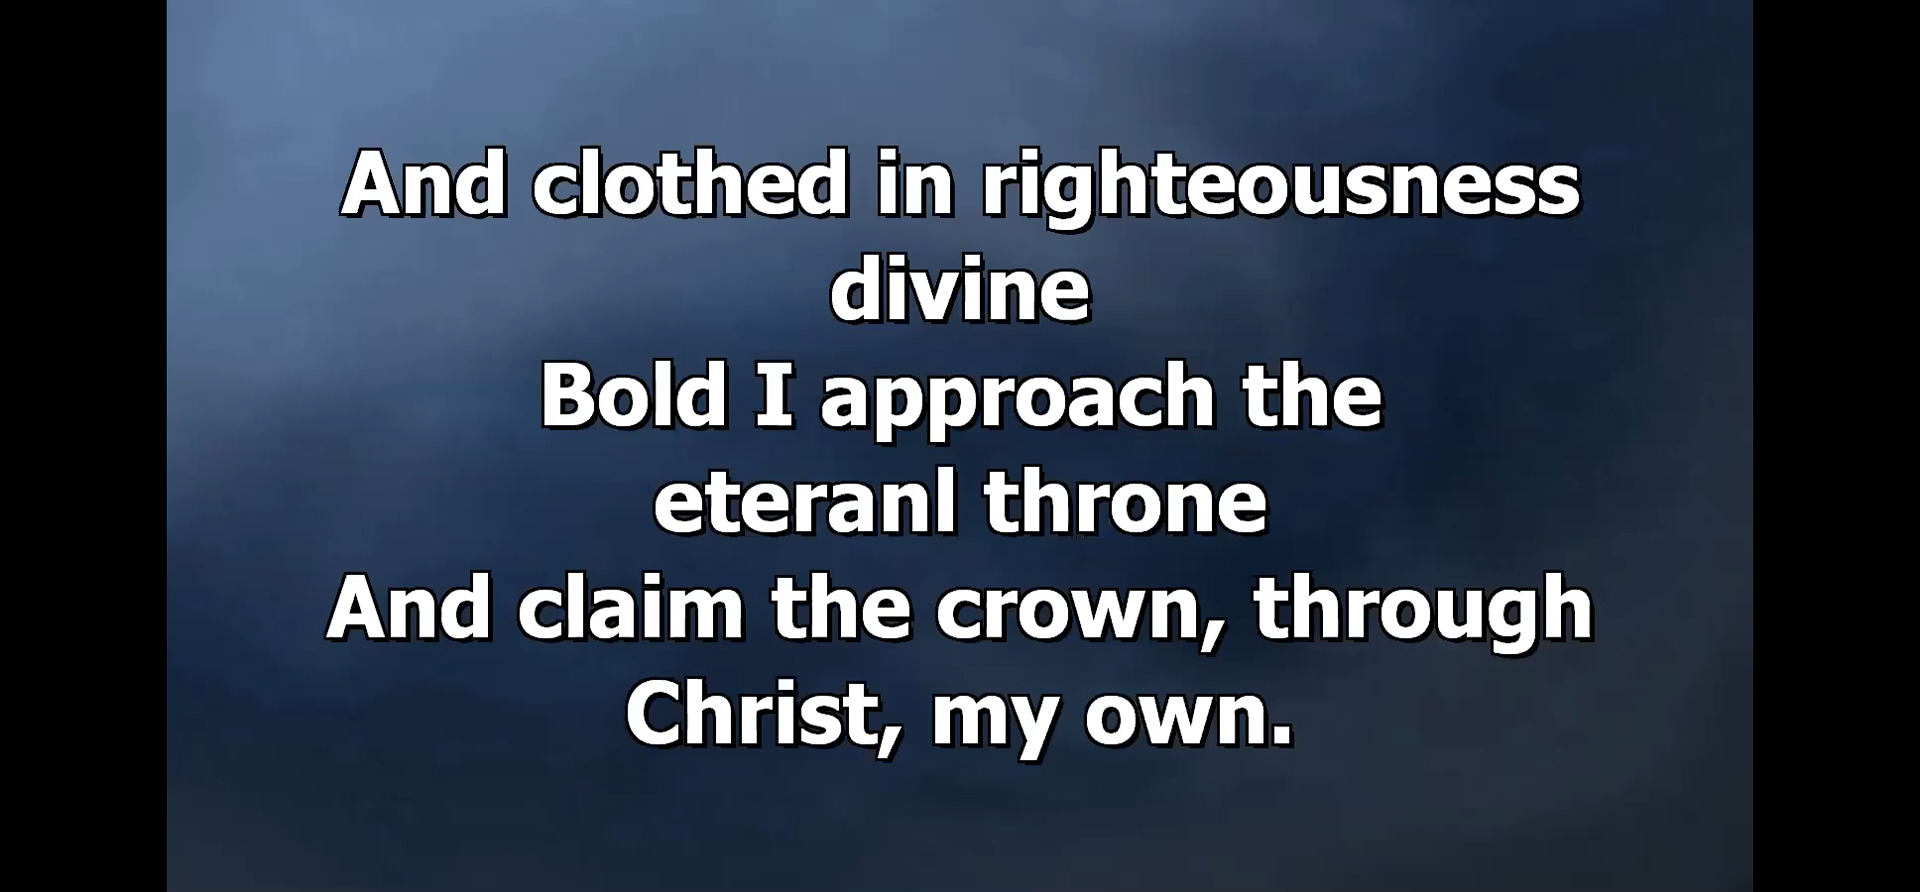 And clothed in righteousness
divine
Bold I approach the
eteranl throne
And claim the crown, through
Christ, my own.